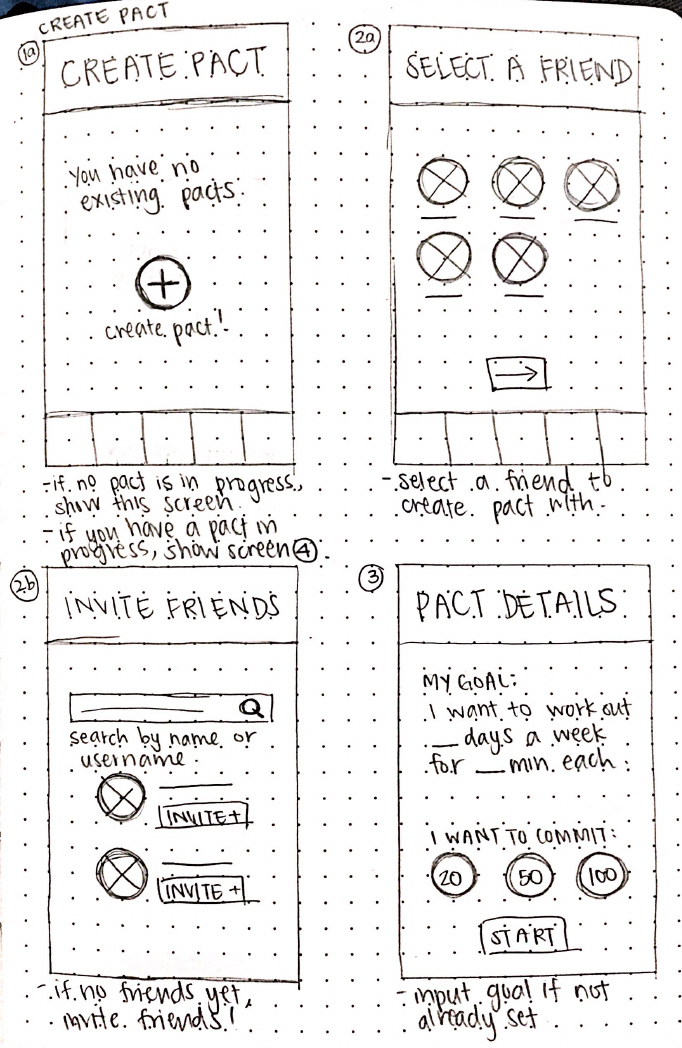 CREATE PACT
1a
CREATE PACT
You have no
existing pacts.
+
create pact!
- if no pact is in progress,
show this screen.
- if you have a pact in
progress, show screen 4.
2a
SELECT A FRIEND
→
- select a friend to
create pact with.
2b
INVITE FRIENDS
search by name or
username.
INVITE +
INVITE +
- if no friends yet,
invite friends!
3
PACT DETAILS
MY GOAL:
I want to work out
__ days a week
for __ min. each.
I WANT TO COMMIT:
20 50 100
START
- input goal if not
already set